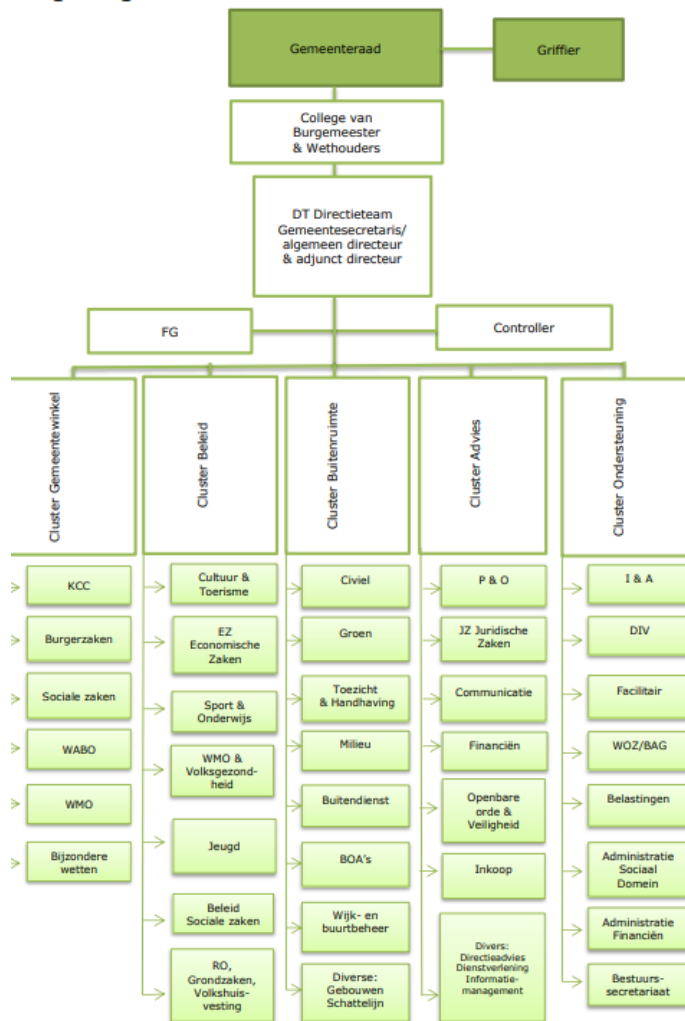 Gemeenteraad
Griffier
College van
Burgemeester
& Wethouders
DT Directieteam
Gemeentesecretaris/
algemeen directeur
& adjunct directeur
FG
Controller
Cluster Gemeentewinkel
Cluster Beleid
Cluster Buitenruimte
Cluster Advies
Cluster Ondersteuning
KCC
Burgerzaken
Sociale zaken
WABO
WMO
Bijzondere
wetten
Cultuur &
Toerisme
EZ
Economische
Zaken
Sport &
Onderwijs
WMO &
Volksgezond-
heid
Jeugd
Beleid
Sociale zaken
RO,
Grondzaken,
Volkshuis-
vesting
Civiel
Groen
Toezicht
& Handhaving
Milieu
Buitendienst
BOA's
Wijk- en
buurtbeheer
Diverse:
Gebouwen
Schattelijn
P & O
JZ Juridische
Zaken
Communicatie
Financiën
Openbare
orde &
Veiligheid
Inkoop
Divers:
Directieadvies
Dienstverlening
Informatie-
management
I & A
DIV
Facilitair
WOZ/BAG
Belastingen
Administratie
Sociaal
Domein
Administratie
Financiën
Bestuurs-
secretariaat